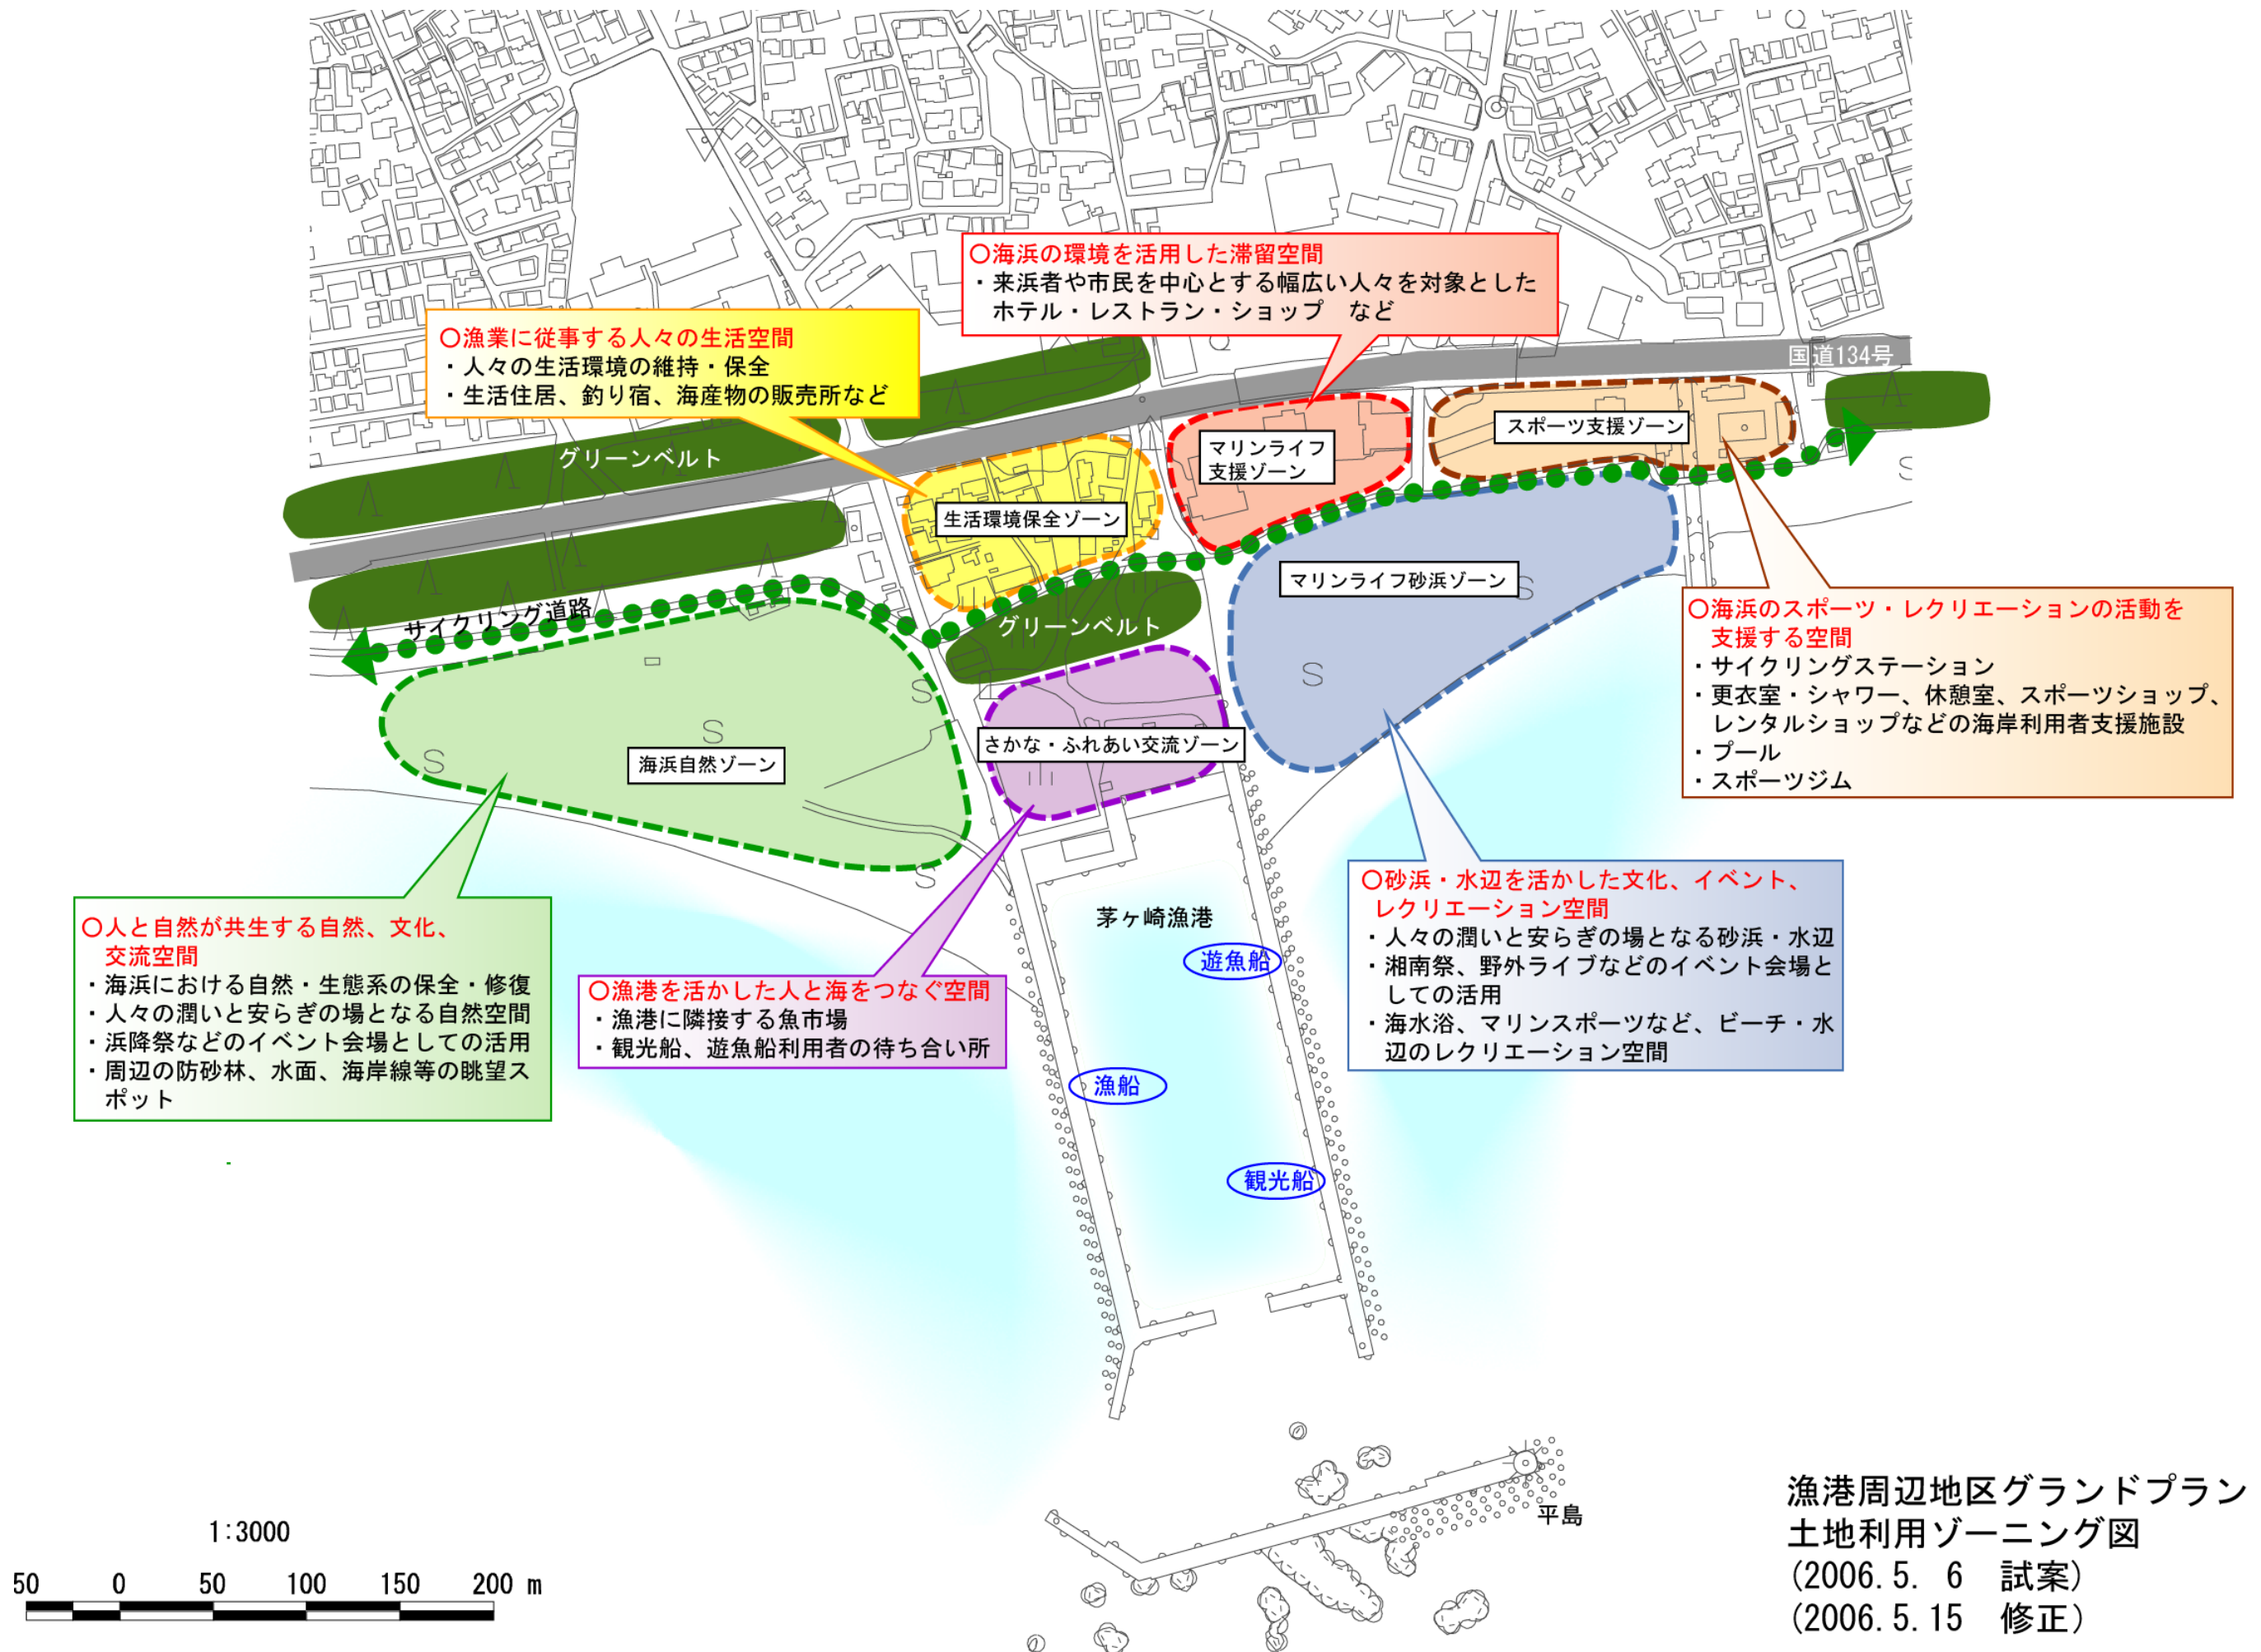 〇海浜の環境を活用した滞留空間
・来浜者や市民を中心とする幅広い人々を対象とした
ホテル・レストラン・ショップ　など
〇漁業に従事する人々の生活空間
・人々の生活環境の維持・保全
・生活住居、釣り宿、海産物の販売所など
国道134号
グリーンベルト
マリンライフ
支援ゾーン
スポーツ支援ゾーン
生活環境保全ゾーン
マリンライフ砂浜ゾーン
サイクリング道路
グリーンベルト
〇海浜のスポーツ・レクリエーションの活動を
支援する空間
・サイクリングステーション
・更衣室・シャワー、休憩室、スポーツショップ、
レンタルショップなどの海岸利用者支援施設
・プール
・スポーツジム
さかな・ふれあい交流ゾーン
海浜自然ゾーン
〇砂浜・水辺を活かした文化、イベント、
レクリエーション空間
・人々の潤いと安らぎの場となる砂浜・水辺
・湘南祭、野外ライブなどのイベント会場と
しての活用
・海水浴、マリンスポーツなど、ビーチ・水
辺のレクリエーション空間
〇人と自然が共生する自然、文化、
交流空間
・海浜における自然・生態系の保全・修復
・人々の潤いと安らぎの場となる自然空間
・浜降祭などのイベント会場としての活用
・周辺の防砂林、水面、海岸線等の眺望ス
ポット
〇漁港を活かした人と海をつなぐ空間
・漁港に隣接する魚市場
・観光船、遊魚船利用者の待ち合い所
茅ヶ崎漁港
遊魚船
漁船
観光船
平島
1:3000
50 0 50 100 150 200 m
漁港周辺地区グランドプラン
土地利用ゾーニング図
(2006.5. 6　試案)
(2006.5.15　修正)